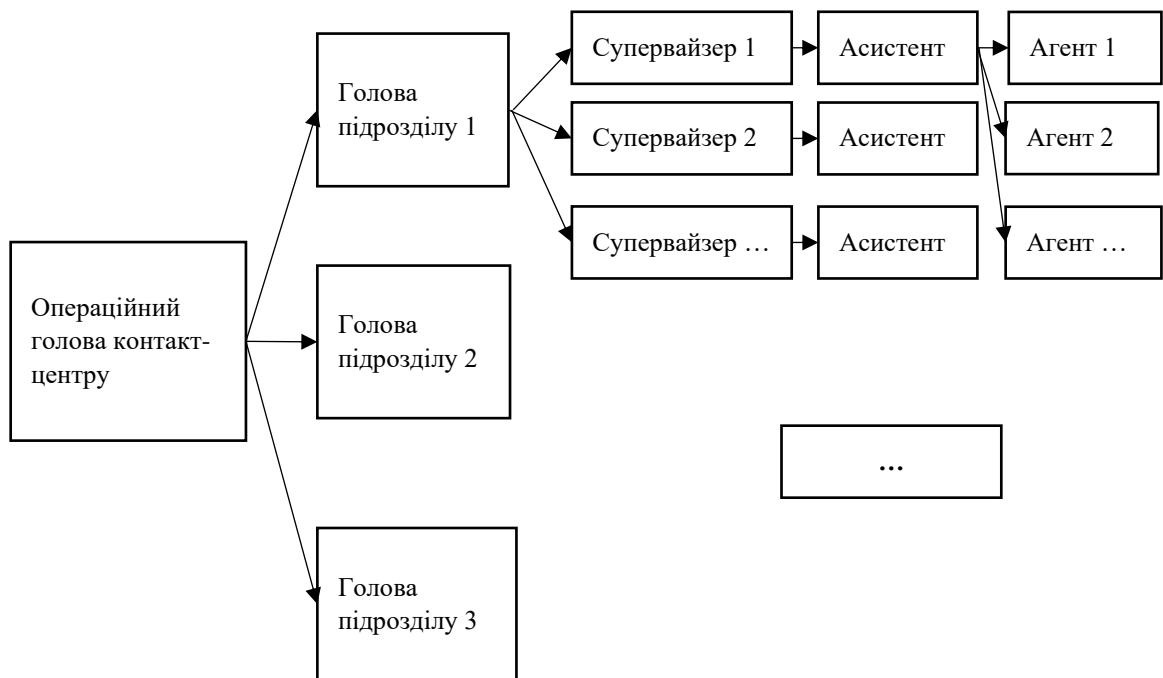 Супервайзер 1
Асистент
Агент 1
Голова
підрозділу 1
Супервайзер 2
Асистент
Агент 2
Супервайзер …
Асистент
Агент …
Операційний
голова контакт-
центру
Голова
підрозділу 2
...
Голова
підрозділу 3